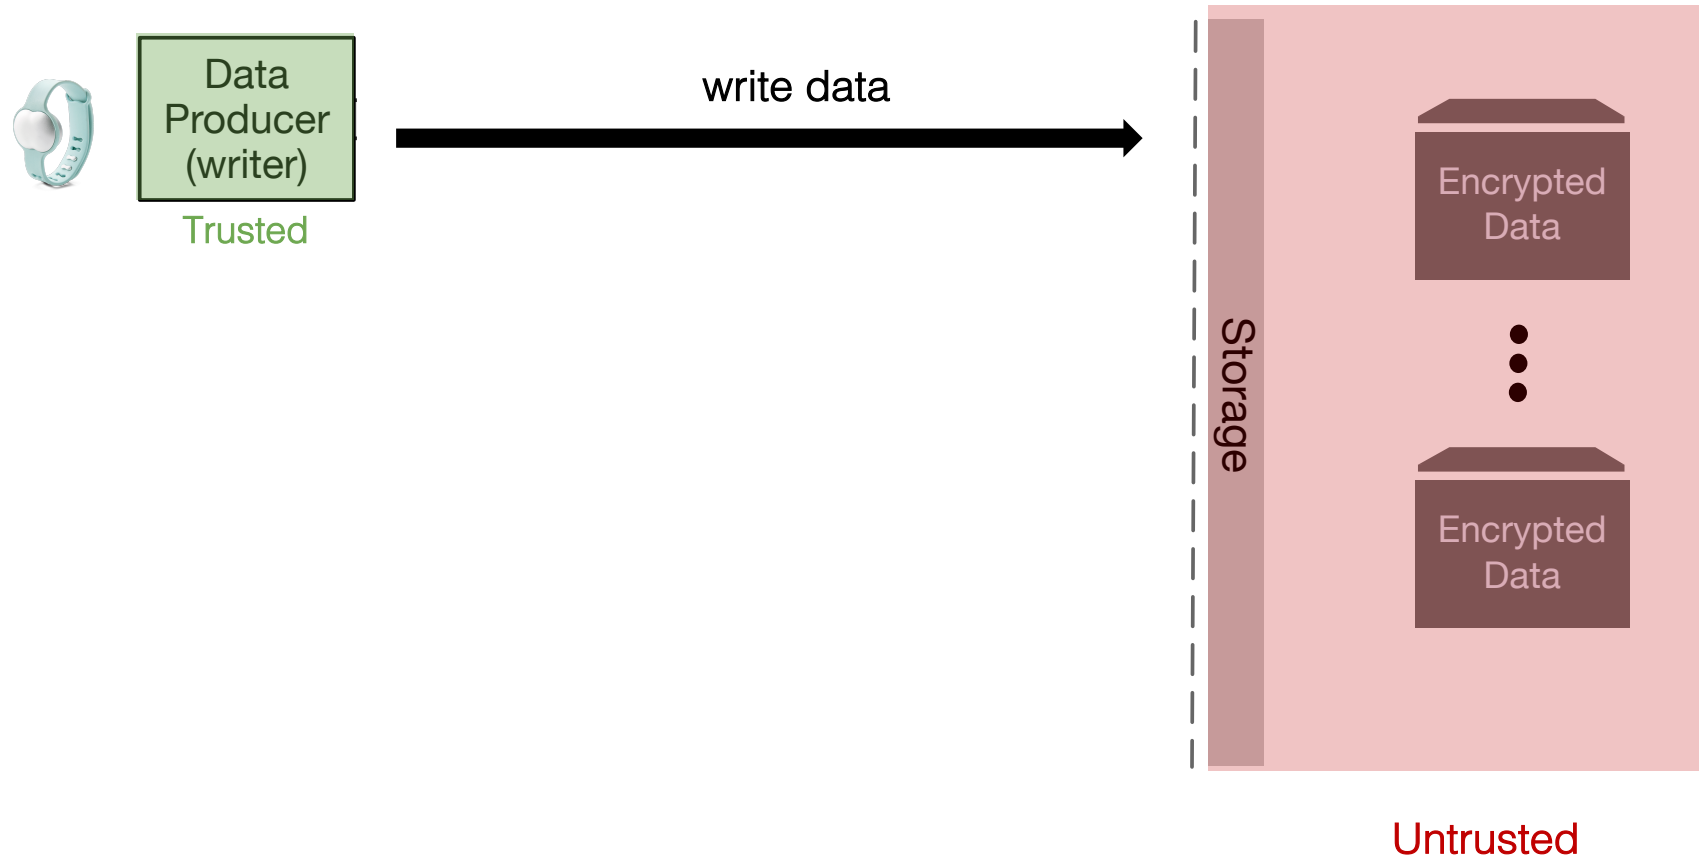 Data
Producer
(writer)
Trusted
write data
Storage
Encrypted
Data
Encrypted
Data
Untrusted